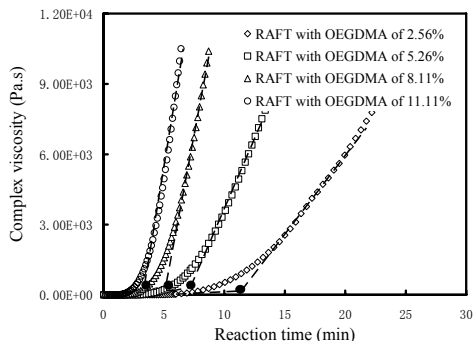 1.20E+04
9.00E+03
6.00E+03
3.00E+03
0.00E+00
Complex viscosity (Pa.s)
RAFT with OEGDMA of 2.56%
RAFT with OEGDMA of 5.26%
RAFT with OEGDMA of 8.11%
RAFT with OEGDMA of 11.11%
0 5 10 15 20 25 30
Reaction time (min)